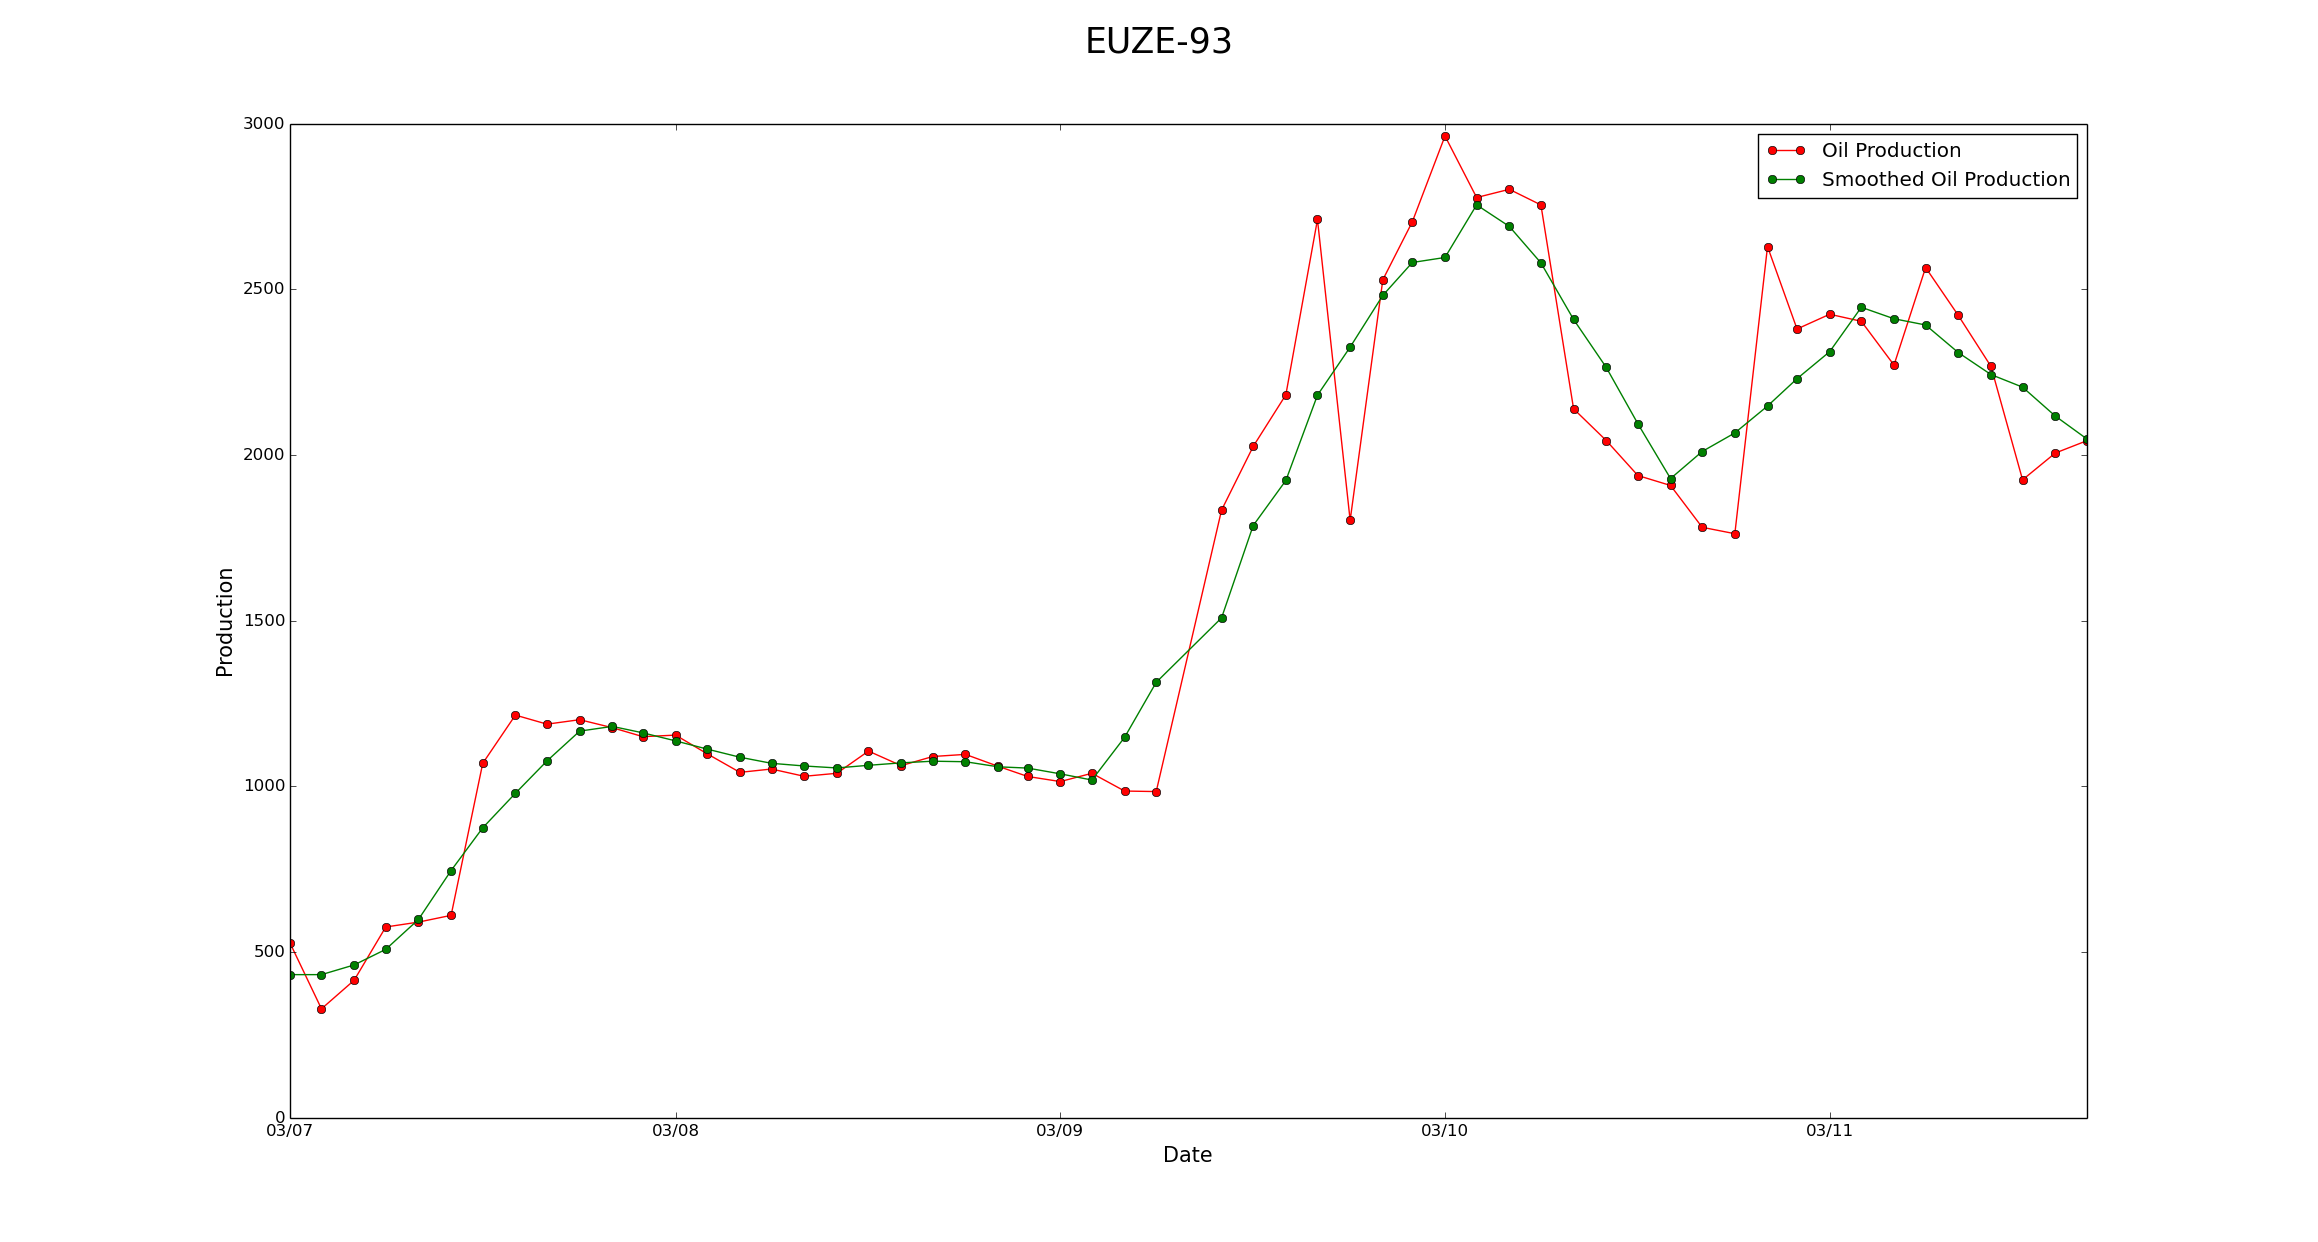 EUZE-93
3000
2500
2000
1500
1000
500
0
Production
03/07
03/08
03/09
03/10
03/11
Date
Oil Production
Smoothed Oil Production